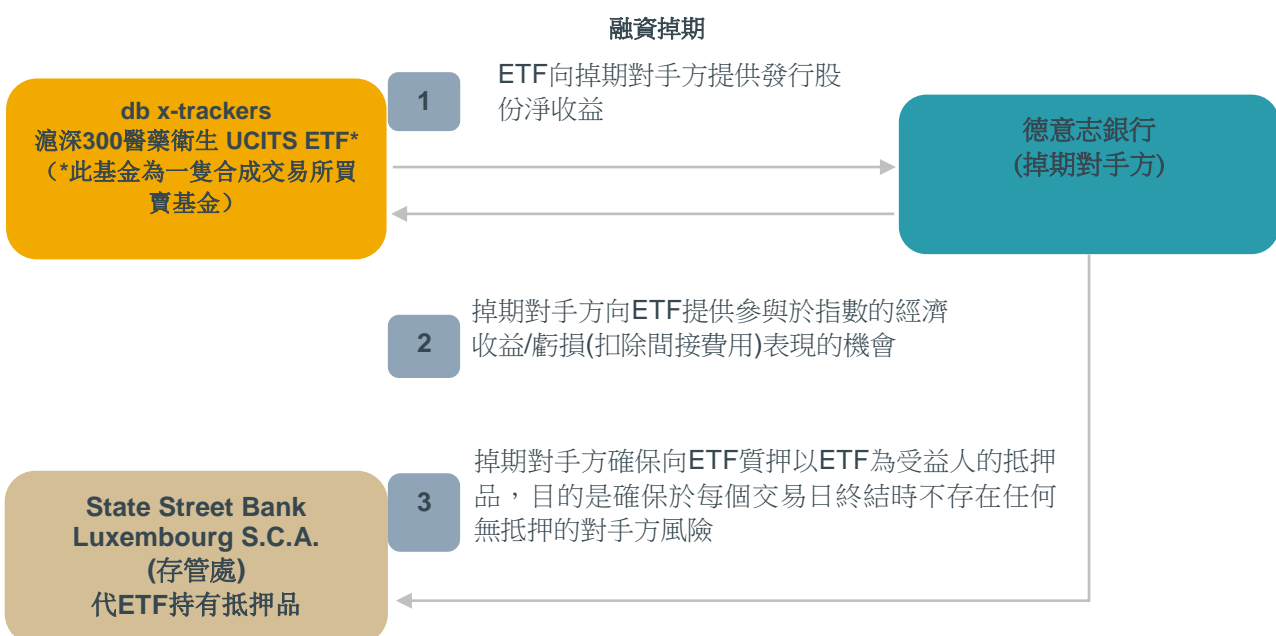 融資掉期
db x-trackers
滬深300醫藥衛生 UCITS ETF*
（*此基金為一隻合成交易所買
賣基金）
1
ETF向掉期對手方提供發行股
份淨收益
德意志銀行
(掉期對手方)
2
掉期對手方向ETF提供參與於指數的經濟
收益/虧損(扣除間接費用)表現的機會
3
掉期對手方確保向ETF質押以ETF為受益人的抵押
品，目的是確保於每個交易日終結時不存在任何
無抵押的對手方風險
State Street Bank
Luxembourg S.C.A.
(存管處)
代ETF持有抵押品